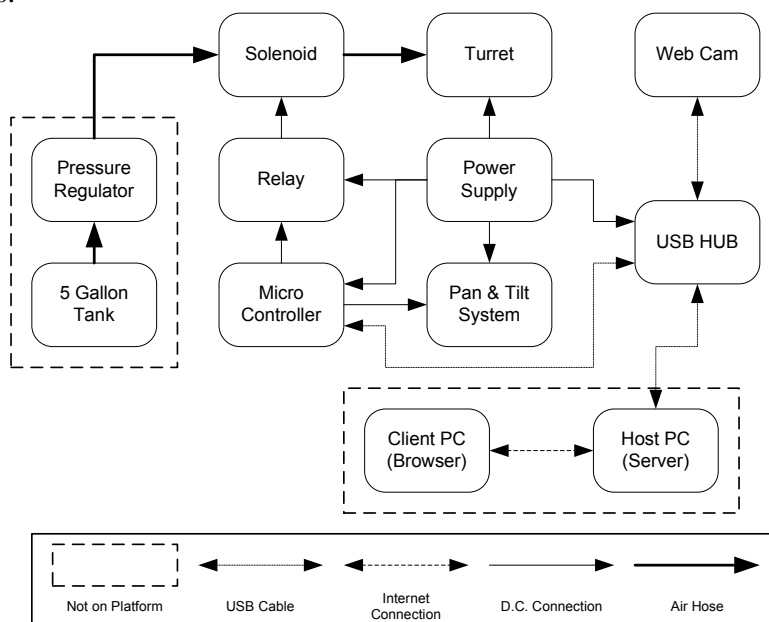 Solenoid
Turret
Web Cam
Pressure
Regulator
Relay
Power
Supply
USB HUB
5 Gallon
Tank
Micro
Controller
Pan & Tilt
System
Client PC
(Browser)
Host PC
(Server)
Not on Platform
USB Cable
Internet
Connection
D.C. Connection
Air Hose